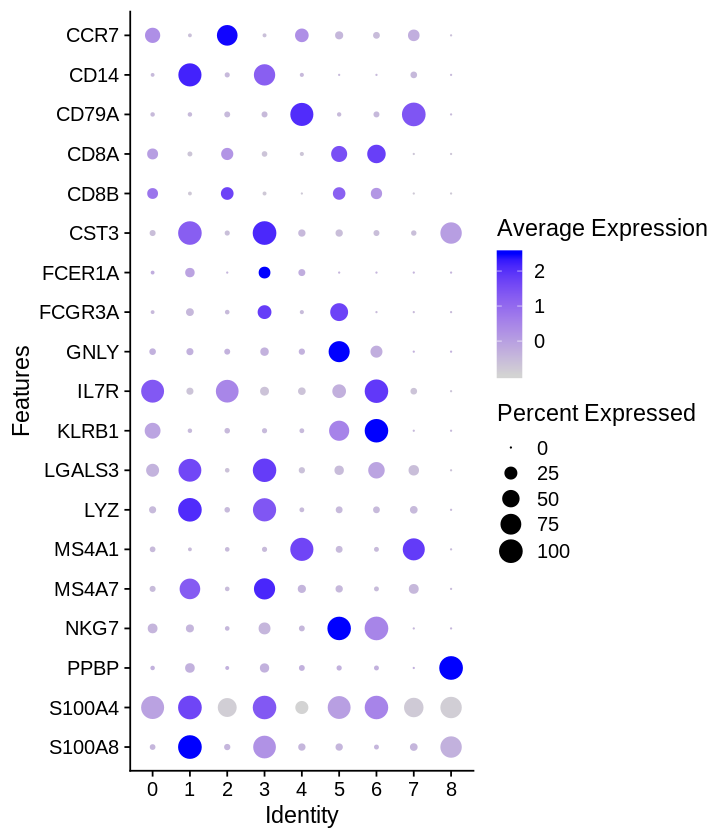 CCR7
CD14
CD79A
CD8A
CD8B
CST3
FCER1A
FCGR3A
GNLY
IL7R
KLRB1
LGALS3
LYZ
MS4A1
MS4A7
NKG7
PPBP
S100A4
S100A8
Features
0 1 2 3 4 5 6 7 8
Identity
Average Expression
2
1
0
Percent Expressed
0
25
50
75
100